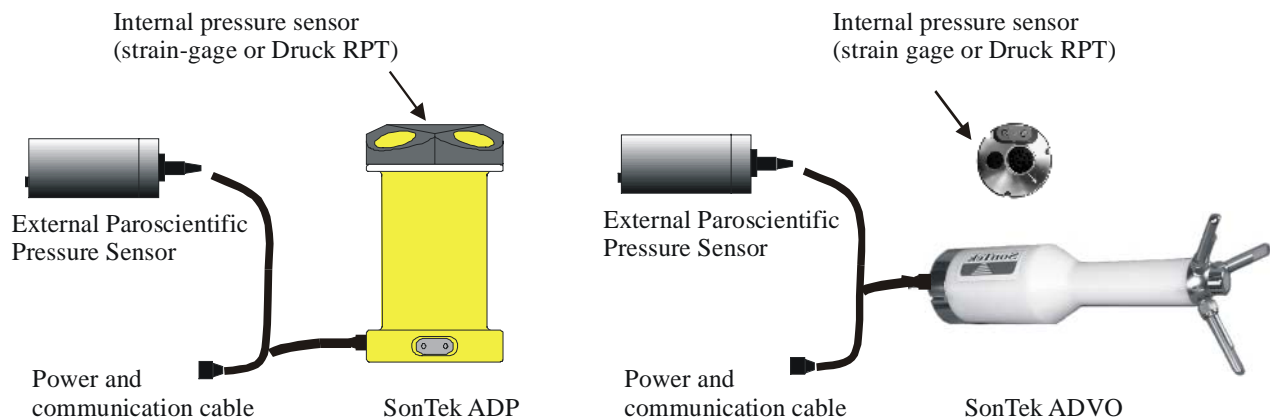 Internal pressure sensor
(strain-gage or Druck RPT)
External Paroscientific
Pressure Sensor
Power and
communication cable
SonTek ADP
Internal pressure sensor
(strain gage or Druck RPT)
External Paroscientific
Pressure Sensor
SonTek
Power and
communication cable
SonTek ADVO